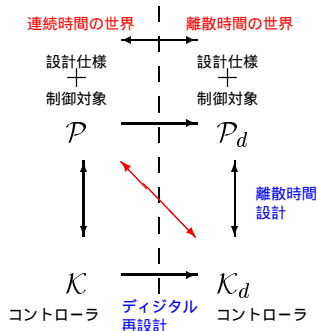 連続時間の世界 離散時間の世界
設計仕様 設計仕様
+ +
制御対象 制御対象
P P_d
離散時間
設計
K K_d
コントローラ ディジタル コントローラ
再設計